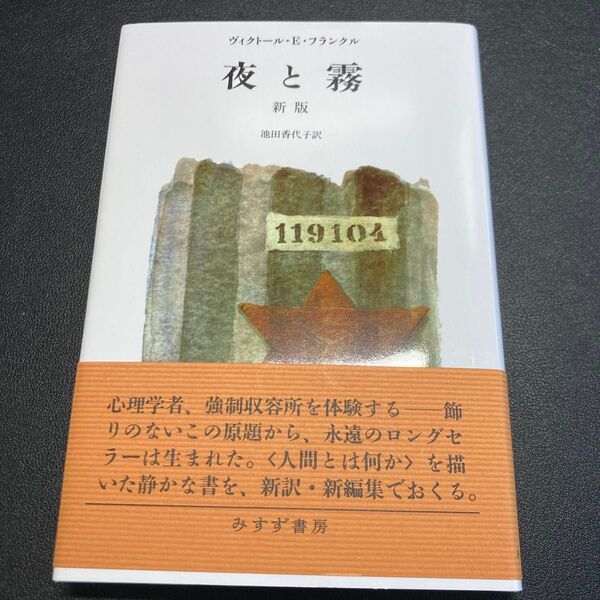 ヴィクトール・E・フランクル
夜と霧
新版
池田香代子訳
119104
心理学者、強制収容所を体験する──飾
りのないこの原題から、永遠のロングセ
ラーは生まれた。〈人間とは何か〉を描
いた静かな書を、新訳・新編集でおくる。
みすず書房